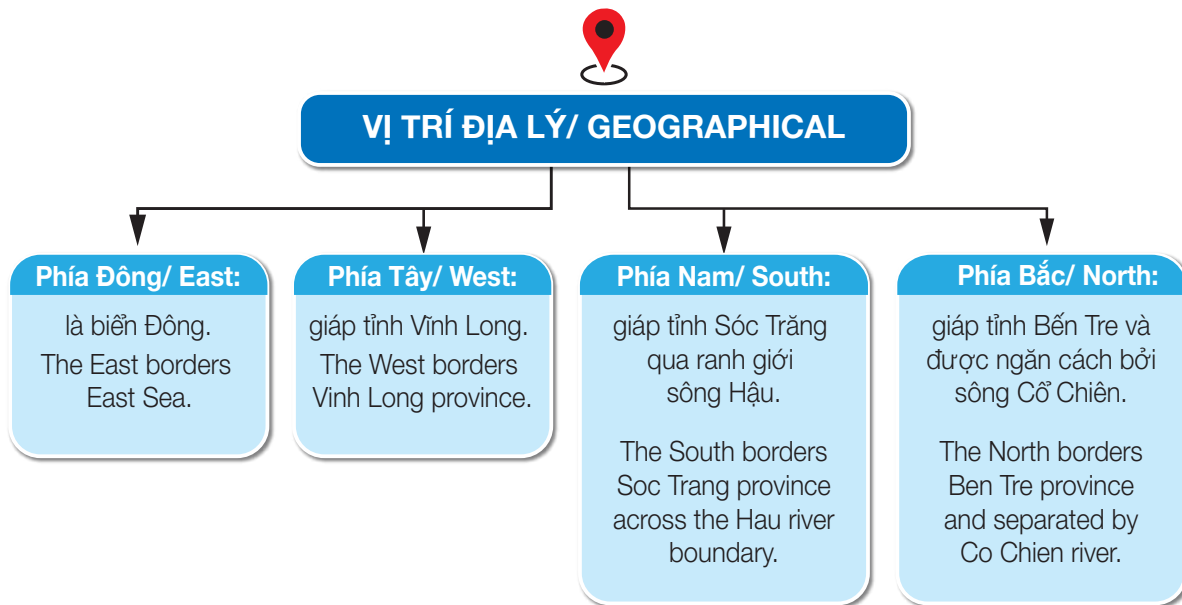 VỊ TRÍ ĐỊA LÝ/ GEOGRAPHICAL
Phía Đông/ East:
là biển Đông.
The East borders
East Sea.
Phía Tây/ West:
giáp tỉnh Vĩnh Long.
The West borders
Vinh Long province.
Phía Nam/ South:
giáp tỉnh Sóc Trăng
qua ranh giới
sông Hậu.
The South borders
Soc Trang province
across the Hau river
boundary.
Phía Bắc/ North:
giáp tỉnh Bến Tre và
được ngăn cách bởi
sông Cổ Chiên.
The North borders
Ben Tre province
and separated by
Co Chien river.